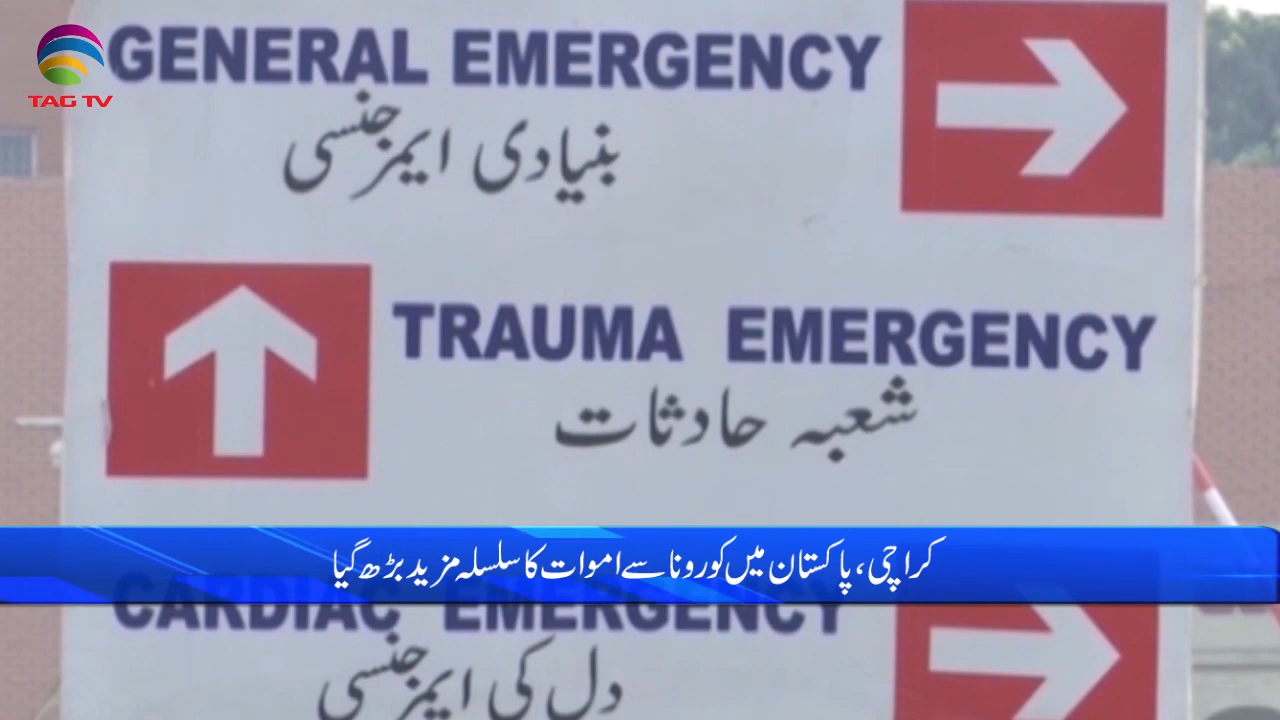 TAG TV
GENERAL EMERGENCY
بنیادی ایمرجنسی
TRAUMA EMERGENCY
شعبہ حادثات
کراچی، پاکستان میں کورونا سے اموات کا سلسلہ مزید بڑھ گیا
CARDIAC EMERGENCY
دل کی ایمرجنسی